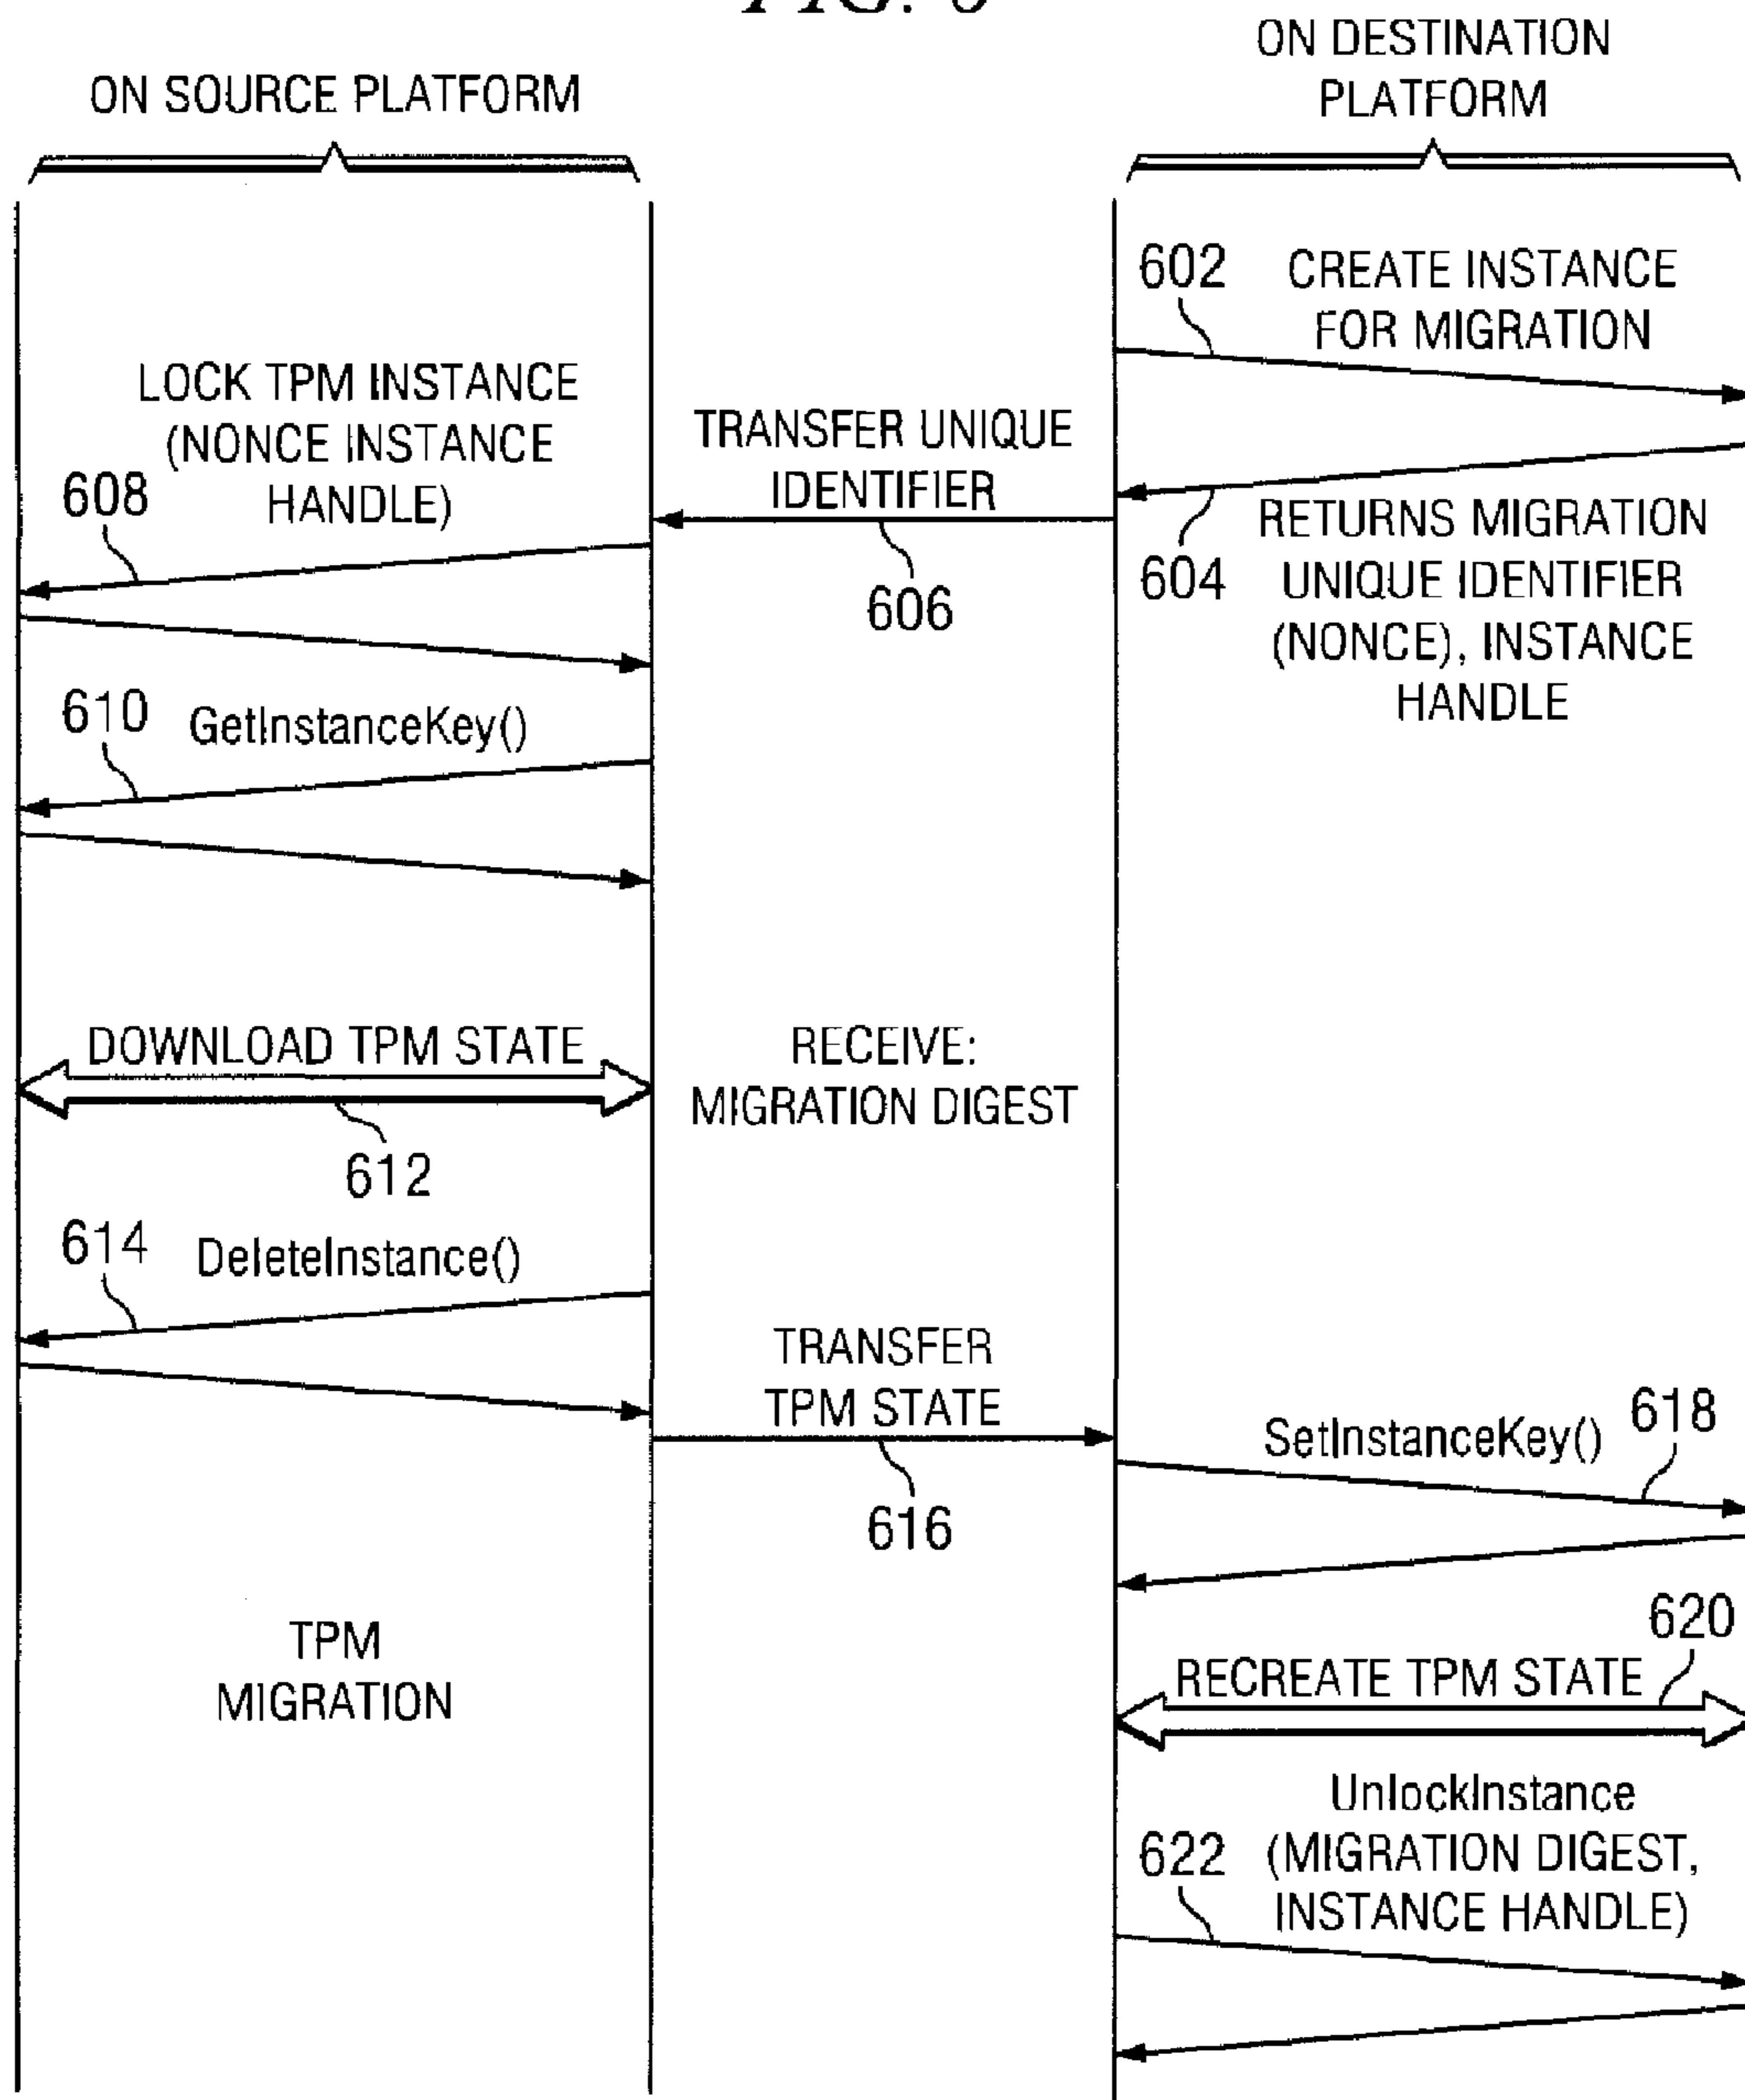 FIG. 6
ON SOURCE PLATFORM
ON DESTINATION
PLATFORM
602
CREATE INSTANCE
FOR MIGRATION
LOCK TPM INSTANCE
(NONCE INSTANCE
HANDLE)
608
TRANSFER UNIQUE
IDENTIFIER
606
604
RETURNS MIGRATION
UNIQUE IDENTIFIER
(NONCE), INSTANCE
HANDLE
610
GetInstanceKey()
DOWNLOAD TPM STATE
612
RECEIVE:
MIGRATION DIGEST
614
DeleteInstance()
TRANSFER
TPM STATE
616
SetInstanceKey()
618
TPM
MIGRATION
620
RECREATE TPM STATE
UnlockInstance
(MIGRATION DIGEST,
INSTANCE HANDLE)
622